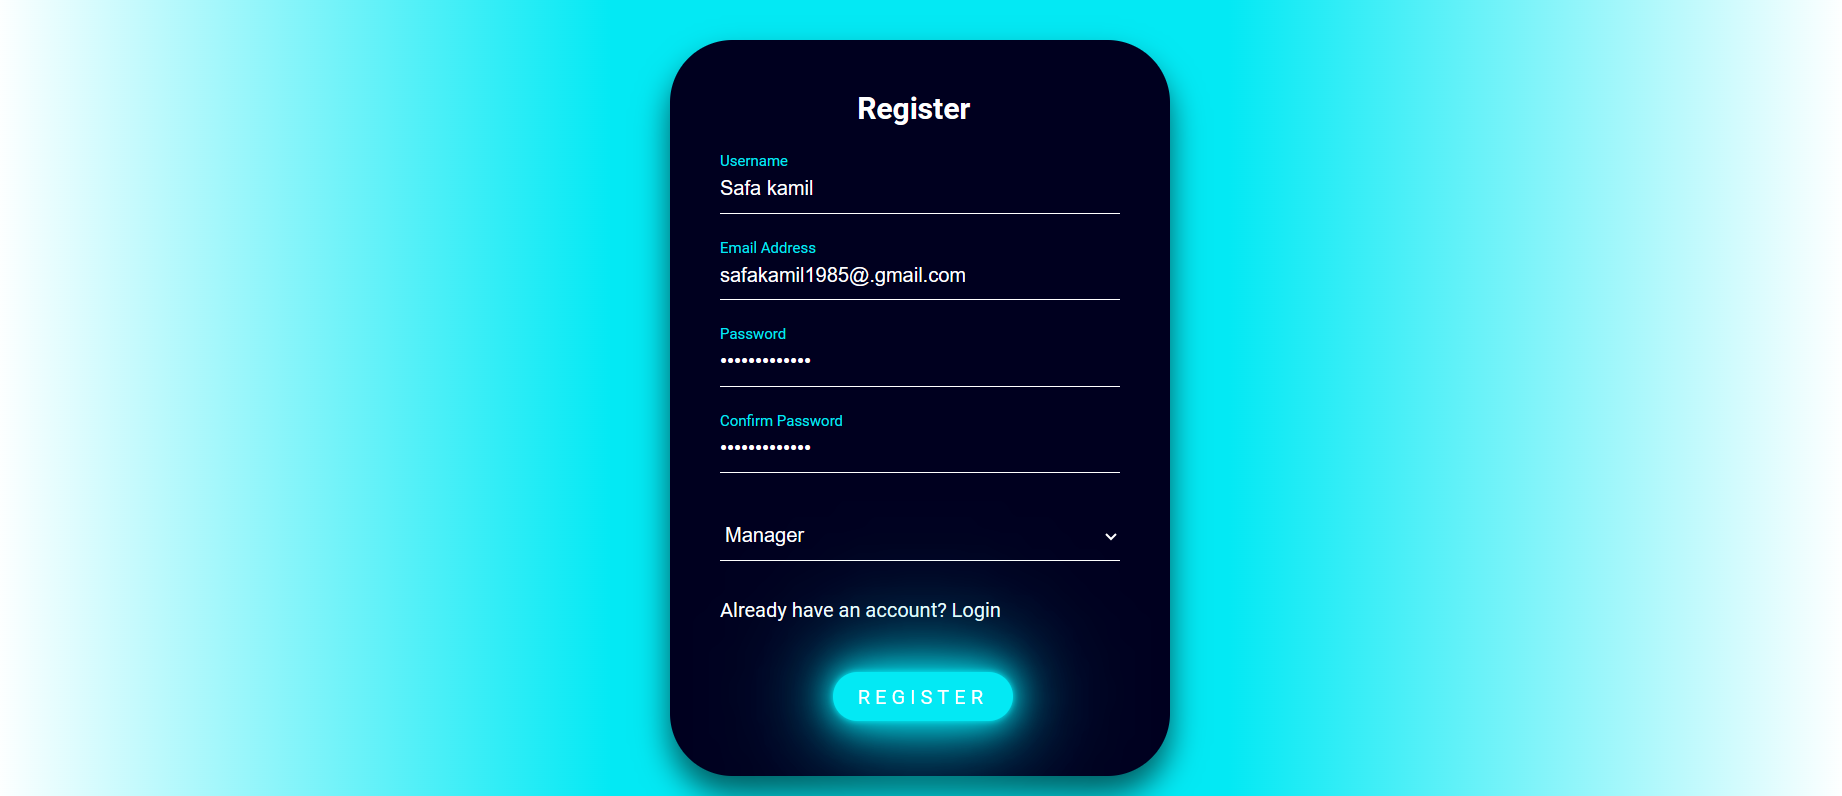 Register
Username
Safa kamil
Email Address
safakamil1985@.gmail.com
Password
•••••••••••••
Confirm Password
•••••••••••••
Manager
Already have an account? Login
REGISTER